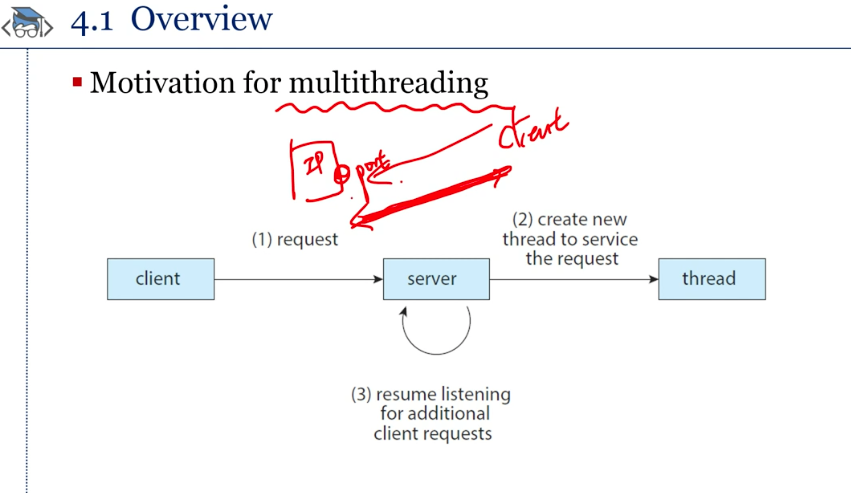 4.1 Overview
Motivation for multithreading
client
IP
port
(1) request
(2) create new
thread to service
the request
client
server
thread
(3) resume listening
for additional
client requests